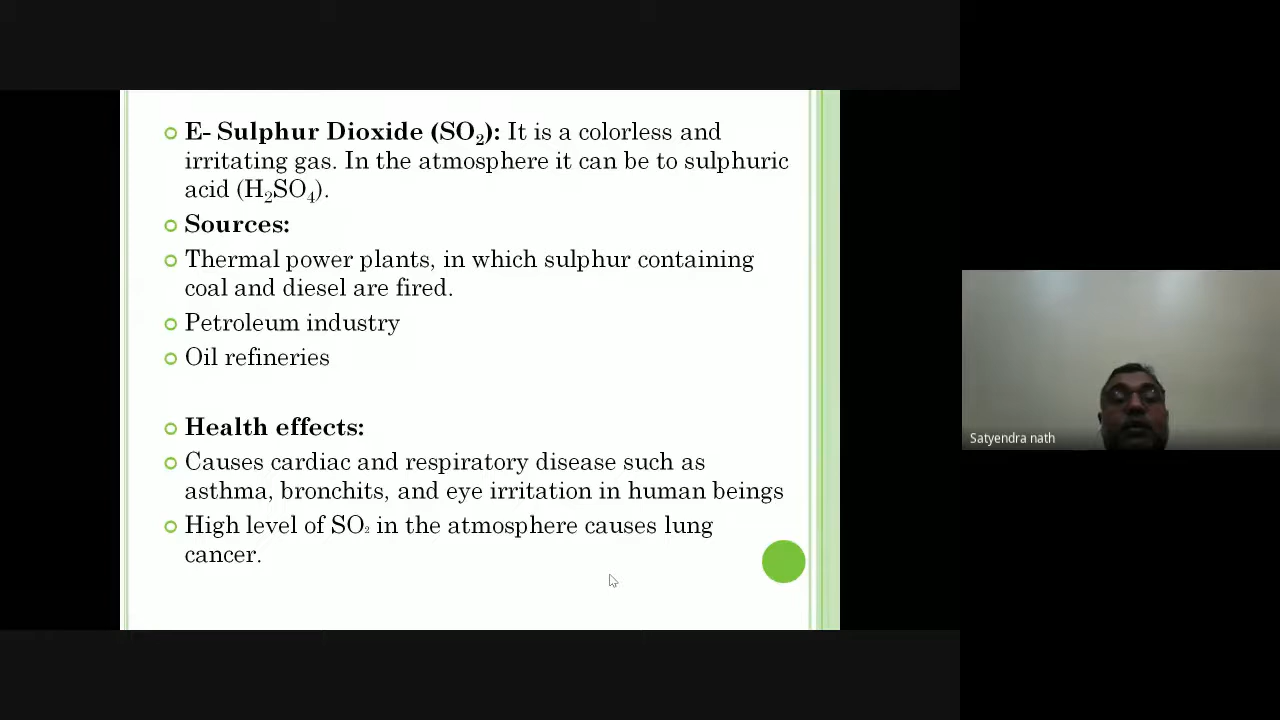 E- Sulphur Dioxide (SO₂): It is a colorless and
irritating gas. In the atmosphere it can be to sulphuric
acid (H₂SO₄).
Sources:
Thermal power plants, in which sulphur containing
coal and diesel are fired.
Petroleum industry
Oil refineries
Health effects:
Causes cardiac and respiratory disease such as
asthma, bronchits, and eye irritation in human beings
High level of SO₂ in the atmosphere causes lung
cancer.
Satyendra nath